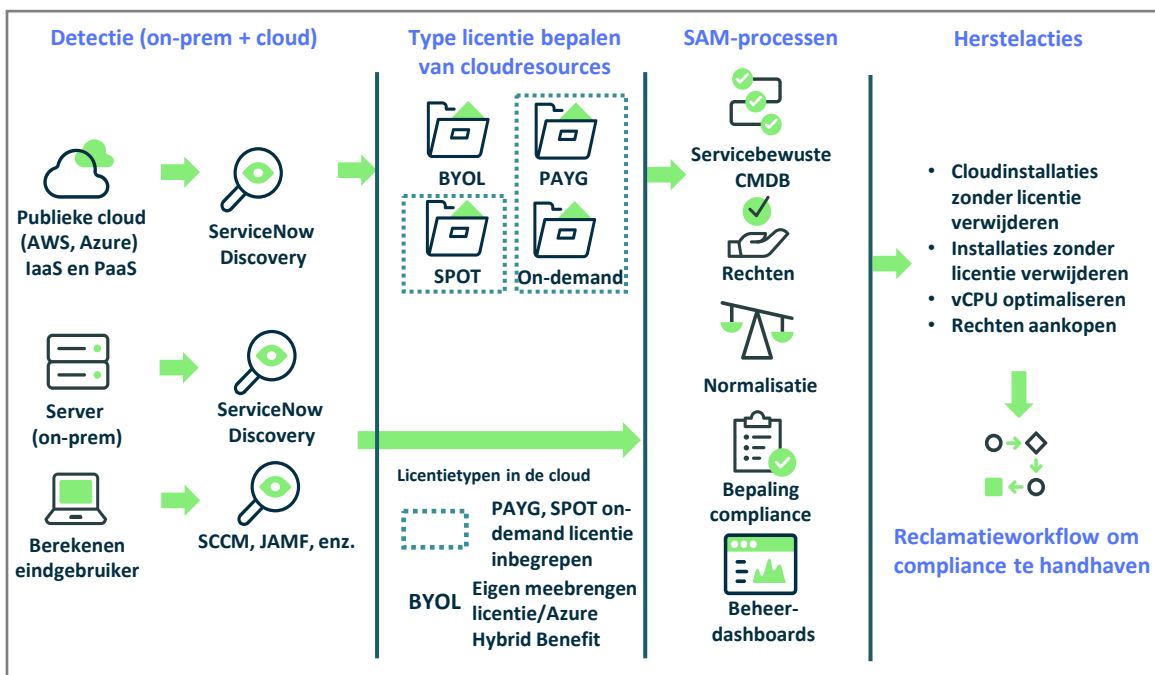 Detectie (on-prem + cloud)
Publieke cloud
(AWS, Azure)
IaaS en PaaS
ServiceNow
Discovery
Server
(on-prem)
ServiceNow
Discovery
Berekenen
eindgebruiker
SCCM, JAMF, enz.
Type licentie bepalen
van cloudresources
BYOL
PAYG
SPOT
On-demand
Licentietypen in de cloud
PAYG, SPOT on-
demand licentie
inbegrepen
BYOL
Eigen meebrengen
licentie/Azure
Hybrid Benefit
SAM-processen
Servicebewuste
CMDB
Rechten
Normalisatie
Bepaling
compliance
Beheer-
dashboards
Herstelacties
• Cloudinstallaties
zonder licentie
verwijderen
• Installaties zonder
licentie verwijderen
• vCPU optimaliseren
• Rechten aankopen
Reclamatieworkflow om
compliance te handhaven